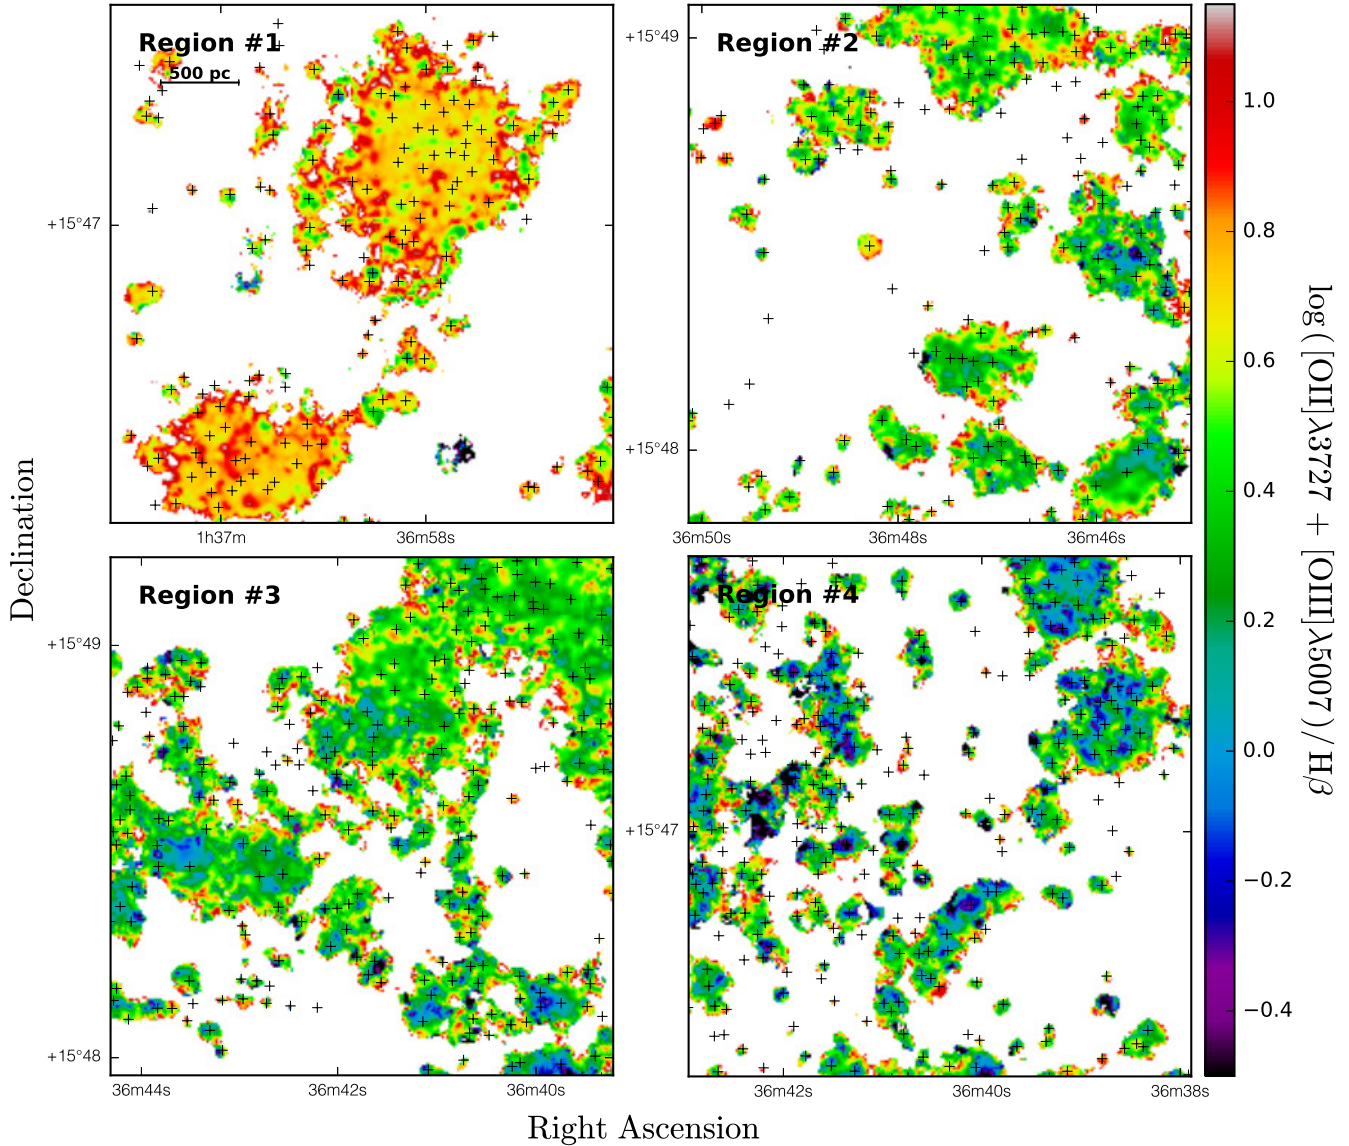 Region #1
500 pc
Region #2
+15°49
1.0
0.8
+15°47
0.6
0.4
+15°48
1h37m
36m58s
36m50s
36m48s
36m46s
Region #3
Region #4
0.2
+15°49
0.0
+15°47
−0.2
−0.4
+15°48
36m44s
36m42s
36m40s
36m42s
36m40s
36m38s
Declination
Right Ascension
log ( [OII]λ3727 + [OIII]λ5007) / Hβ